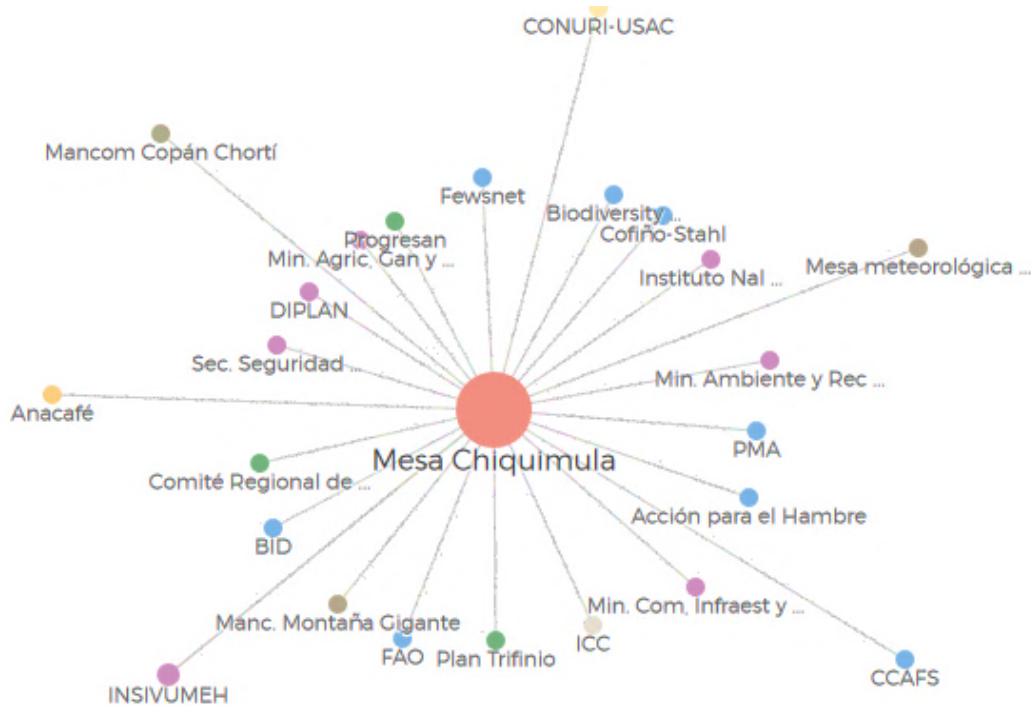 CONURI-USAC
Mancom Copán Chortí
Fewsnet
Biodiversity ...
Progresan
Cofiño-Stahl
Min. Agric, Gan y ...
Instituto Nal ...
Mesa meteorológica ...
DIPLAN
Sec. Seguridad ...
Min. Ambiente y Rec ...
Anacafé
PMA
Mesa Chiquimula
Comité Regional de ...
Acción para el Hambre
BID
Min. Com, Infraest y ...
Manc. Montaña Gigante
ICC
FAO
Plan Trifinio
CCAFS
INSIVUMEH